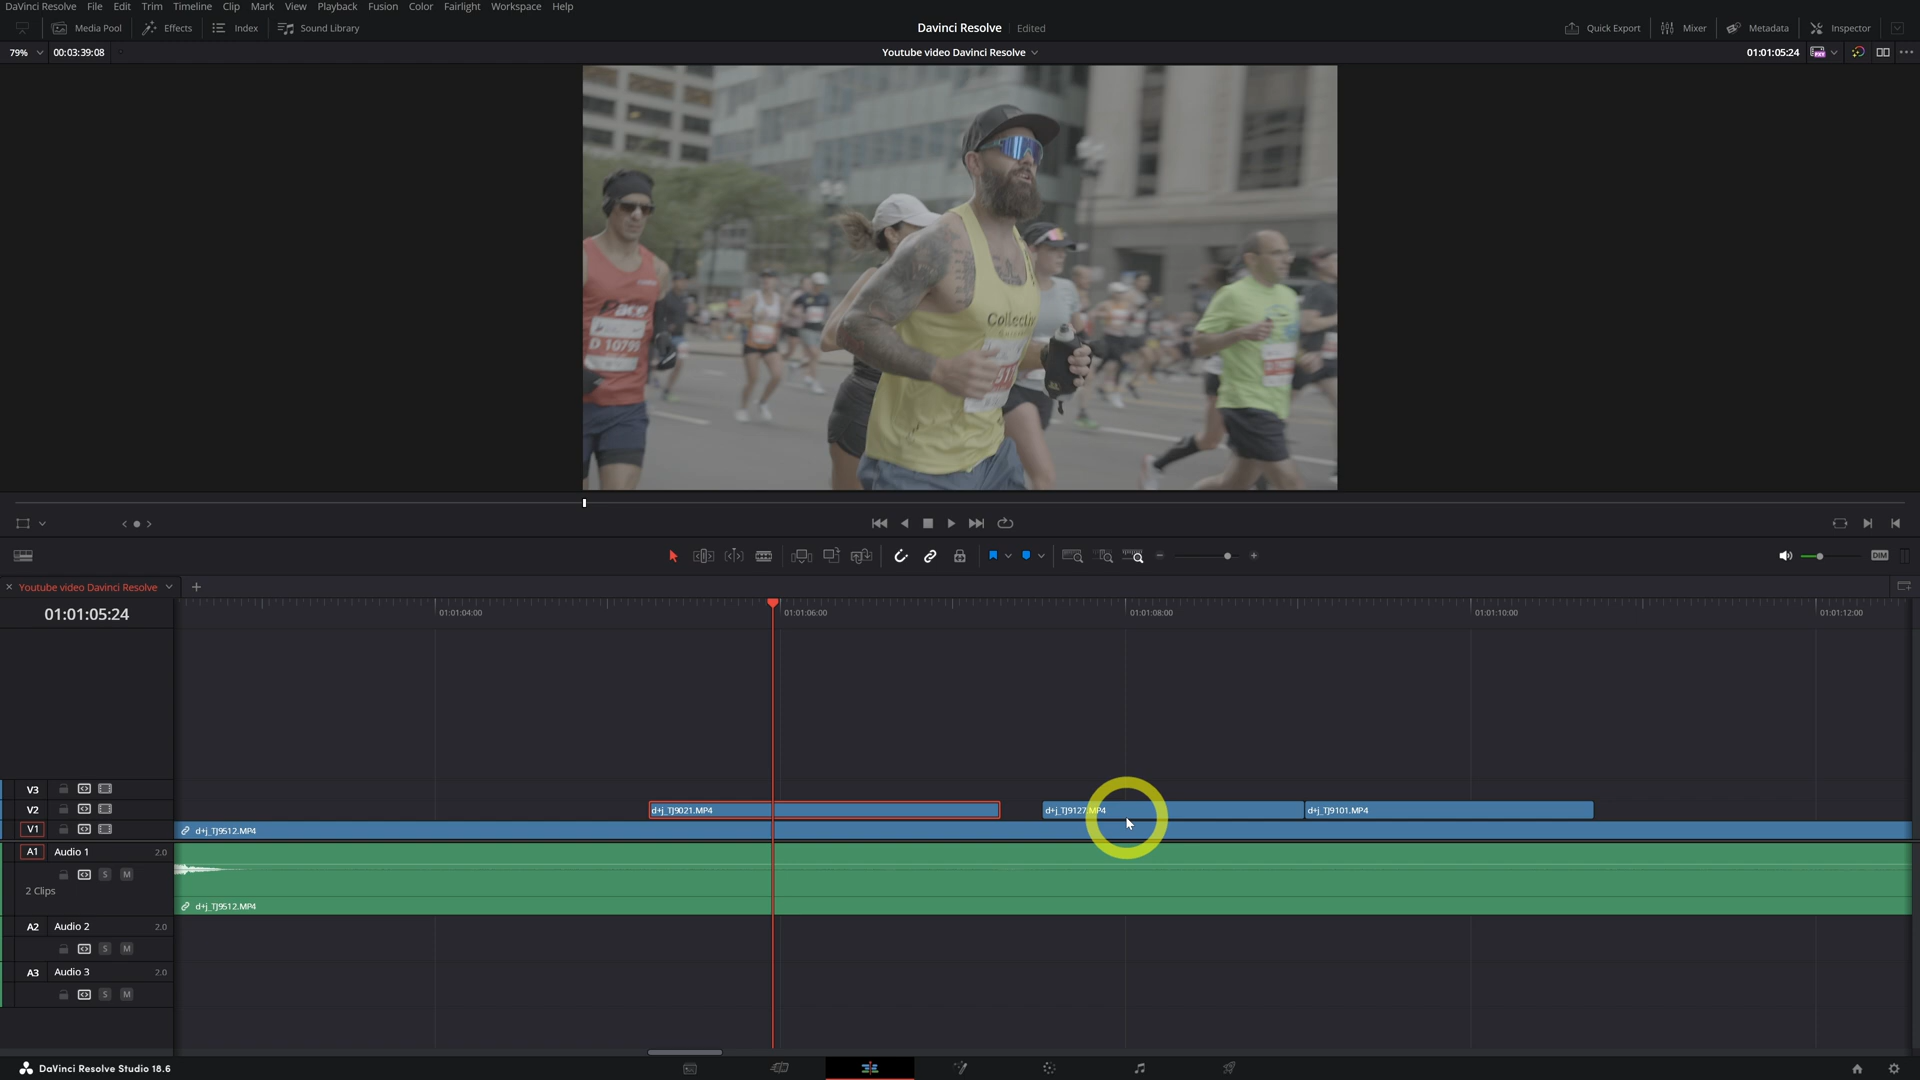 DaVinci Resolve File Edit Trim Timeline Clip Mark View Playback Fusion Color Fairlight Workspace Help
Media Pool Effects Index Sound Library Davinci Resolve Edited Quick Export Mixer Metadata Inspector
79% 00:03:39:08 Youtube video Davinci Resolve 01:01:05:24
Pace
D 10799
Collectiv
DIM
Youtube video Davinci Resolve
01:01:05:24 01:01:04:00 01:01:06:00 01:01:08:00 01:01:10:00 01:01:12:00
V3
V2 d+j_TJ9021.MP4 d+j_TJ9127.MP4 d+j_TJ9101.MP4
V1 d+j_TJ9512.MP4
A1 Audio 1 2.0
S M
2 Clips
d+j_TJ9512.MP4
A2 Audio 2 2.0
S M
A3 Audio 3 2.0
S M
DaVinci Resolve Studio 18.6